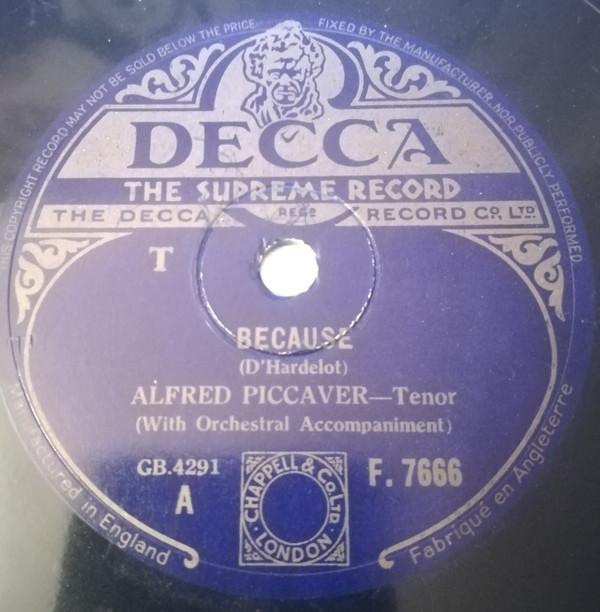 THIS COPYRIGHT RECORD MAY NOT BE SOLD BELOW THE PRICE FIXED BY THE MANUFACTURER, NOR PUBLICLY PERFORMED
DECCA
THE SUPREME RECORD
THE DECCA REGD RECORD CO. LTD.
T
BECAUSE
(D'Hardelot)
ALFRED PICCAVER—Tenor
(With Orchestral Accompaniment)
GB.4291 F. 7666
A
CHAPPELL & CO. LTD.
LONDON
Manufactured in England
Fabriqué en Angleterre